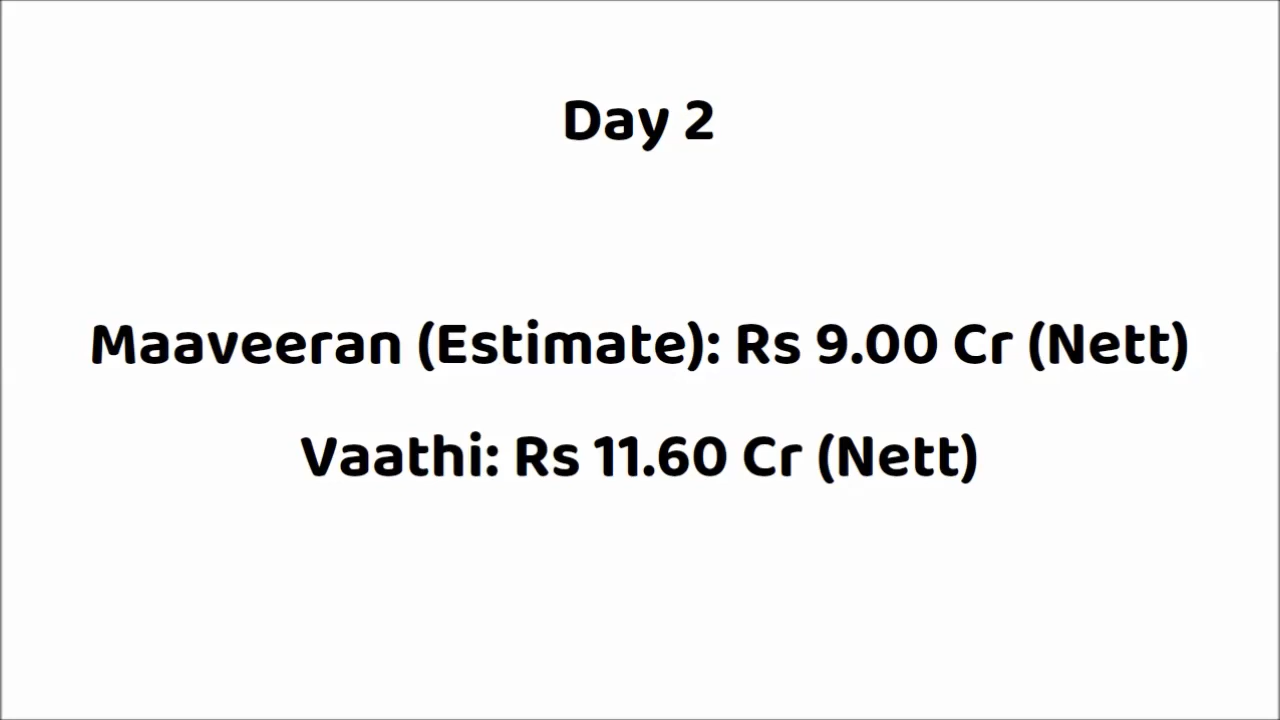 Day 2
Maaveeran (Estimate): Rs 9.00 Cr (Nett)
Vaathi: Rs 11.60 Cr (Nett)